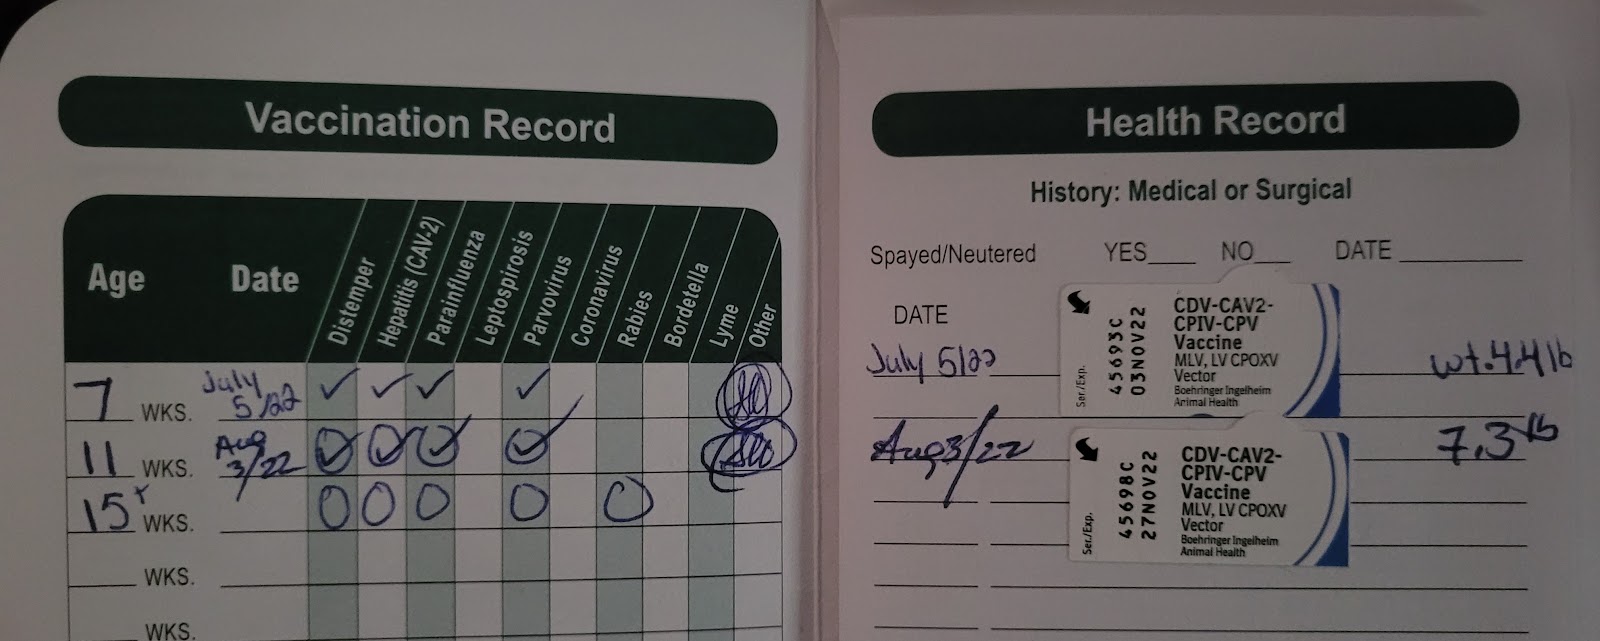 Vaccination Record
Age Date Distemper Hepatitis (CAV-2) Parainfluenza Leptospirosis Parvovirus Coronavirus Rabies Bordetella Lyme Other
7 WKS. July 5/22 ✓ ✓ ✓ ✓
11 WKS. Aug 3/22 ✓ ✓ ✓ ✓
15+ WKS.
WKS.
WKS.
Health Record
History: Medical or Surgical
Spayed/Neutered YES___ NO___ DATE ___
DATE
July 5/22
wt. 4.4 lb
Ser./Exp.
45693C
03NOV22
CDV-CAV2-
CPIV-CPV
Vaccine
MLV, LV CPOXV
Vector
Boehringer Ingelheim
Animal Health
Aug 3/22
7.3 lb
Ser./Exp.
45698C
27NOV22
CDV-CAV2-
CPIV-CPV
Vaccine
MLV, LV CPOXV
Vector
Boehringer Ingelheim
Animal Health